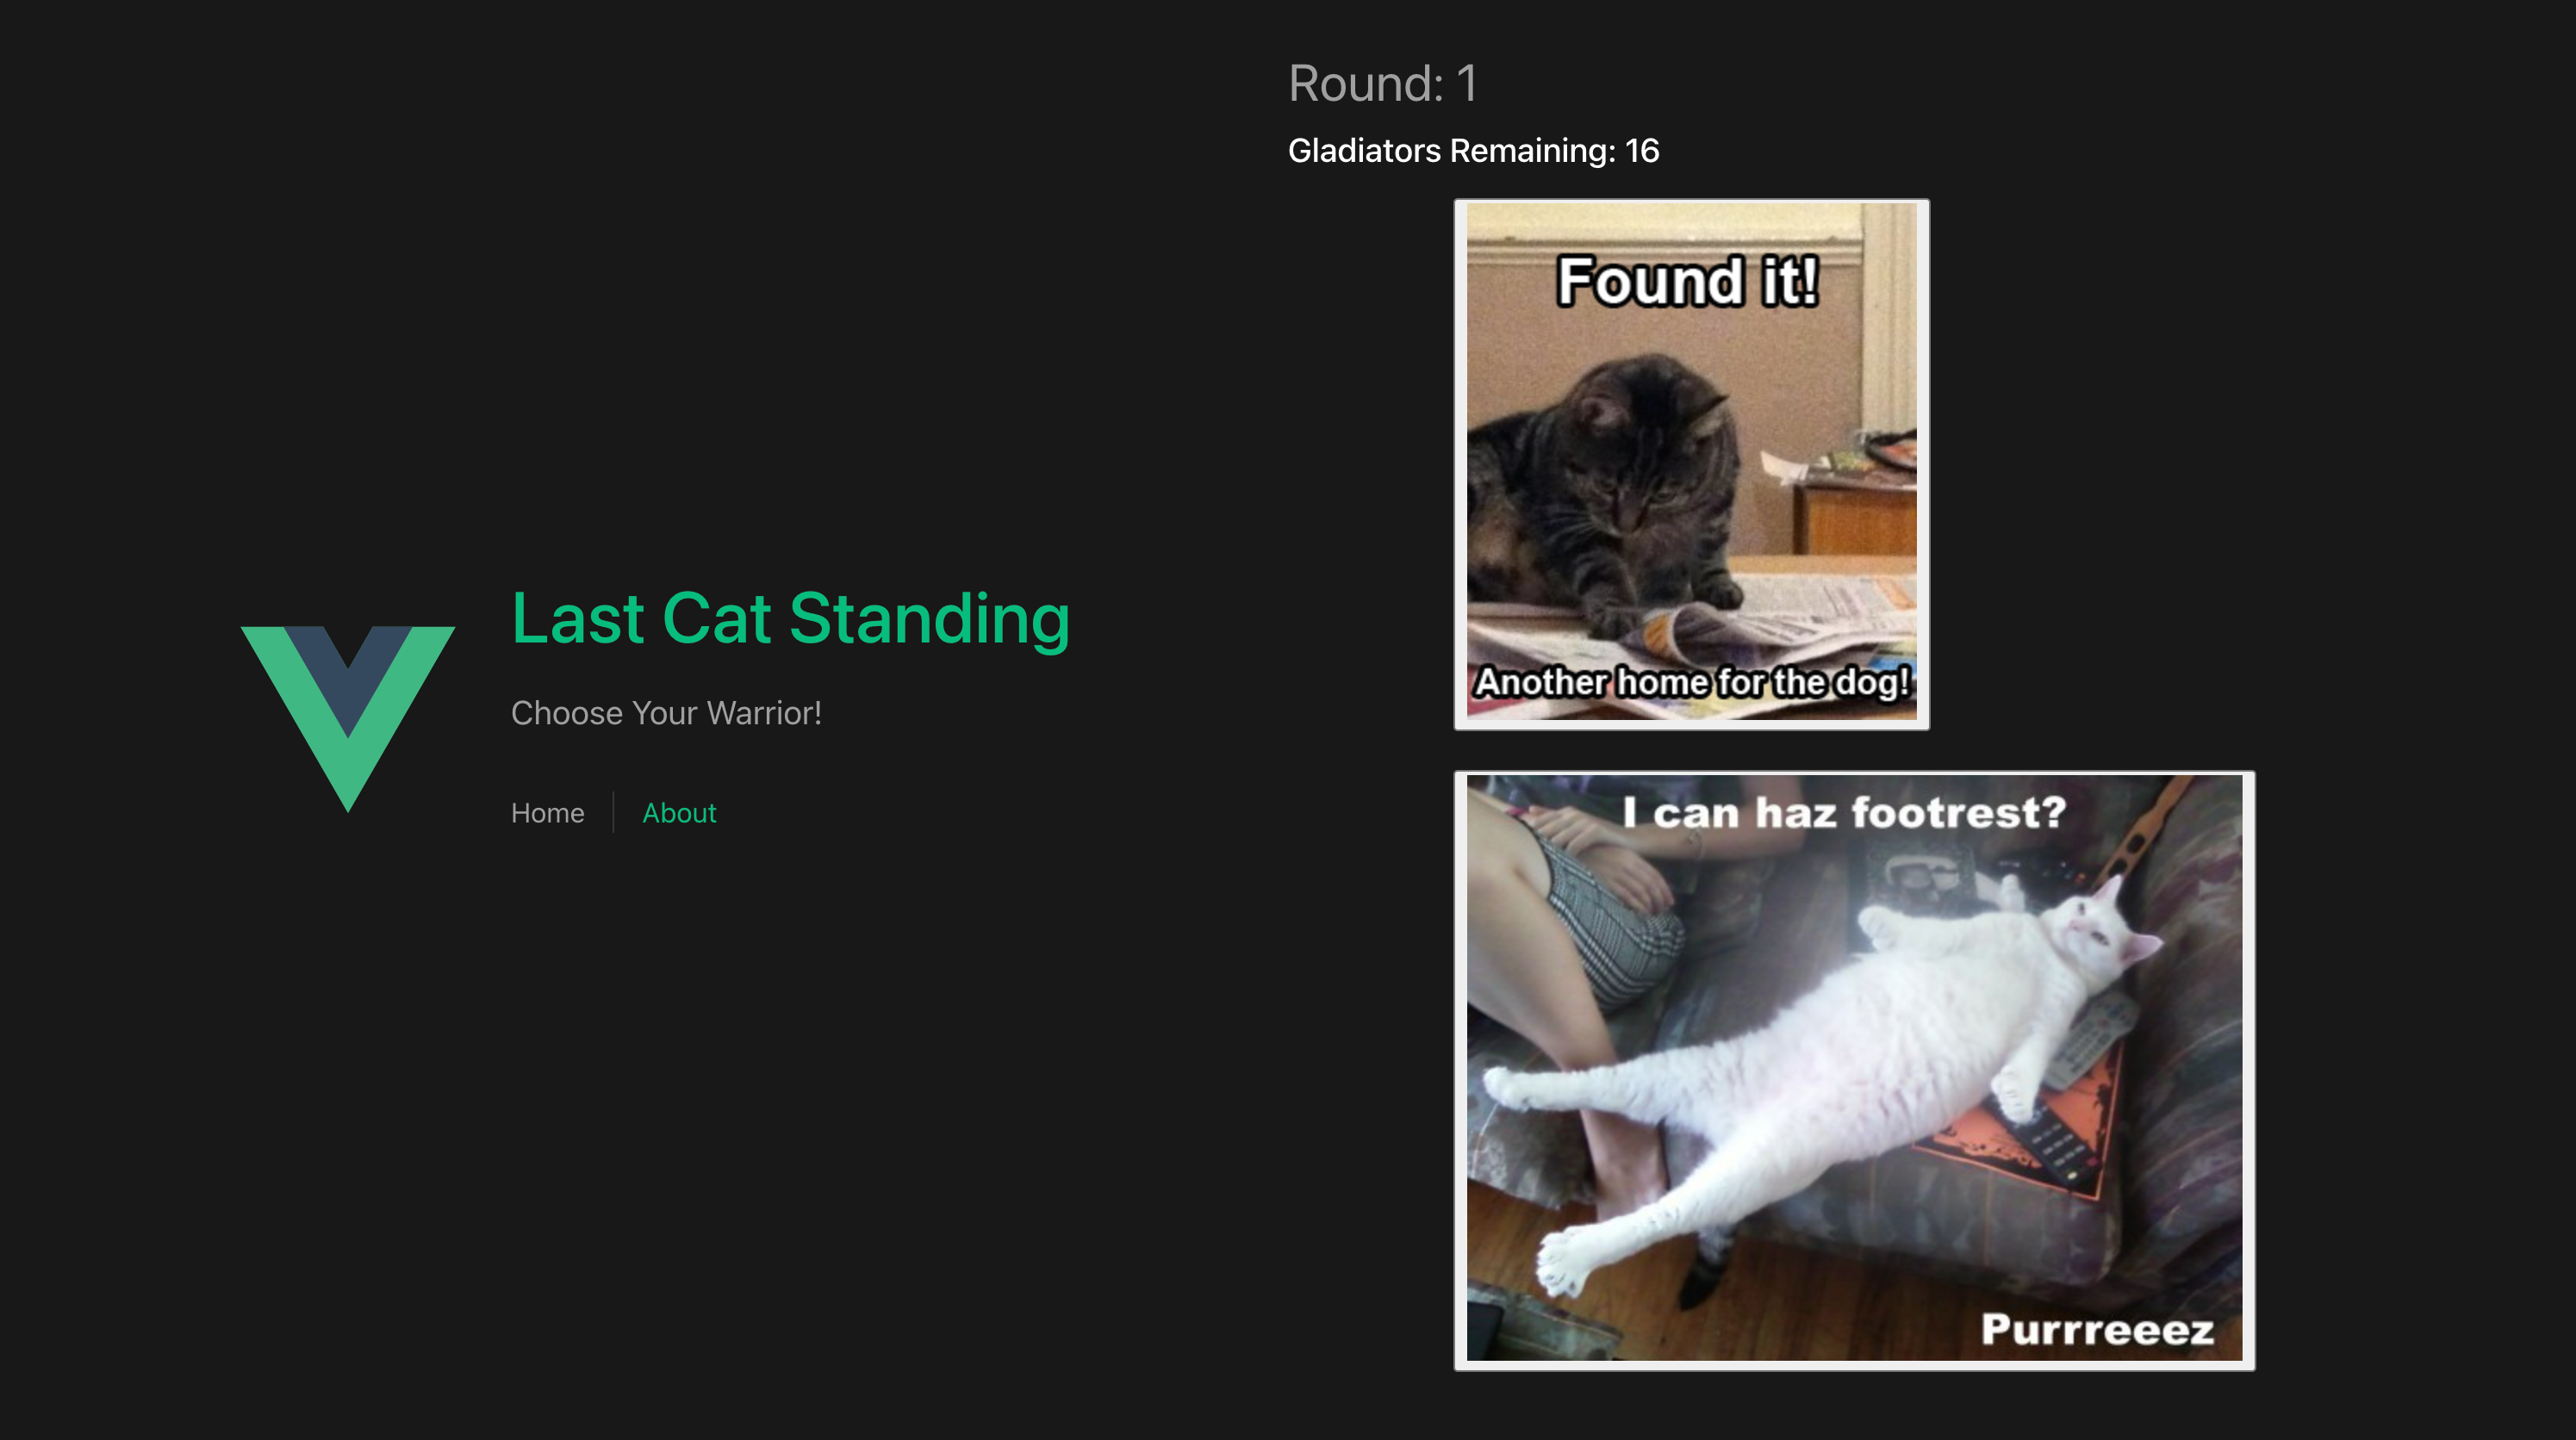 Last Cat Standing
Choose Your Warrior!
Home
About
Round: 1
Gladiators Remaining: 16
Found it!
Another home for the dog!
I can haz footrest?
Purrreeez